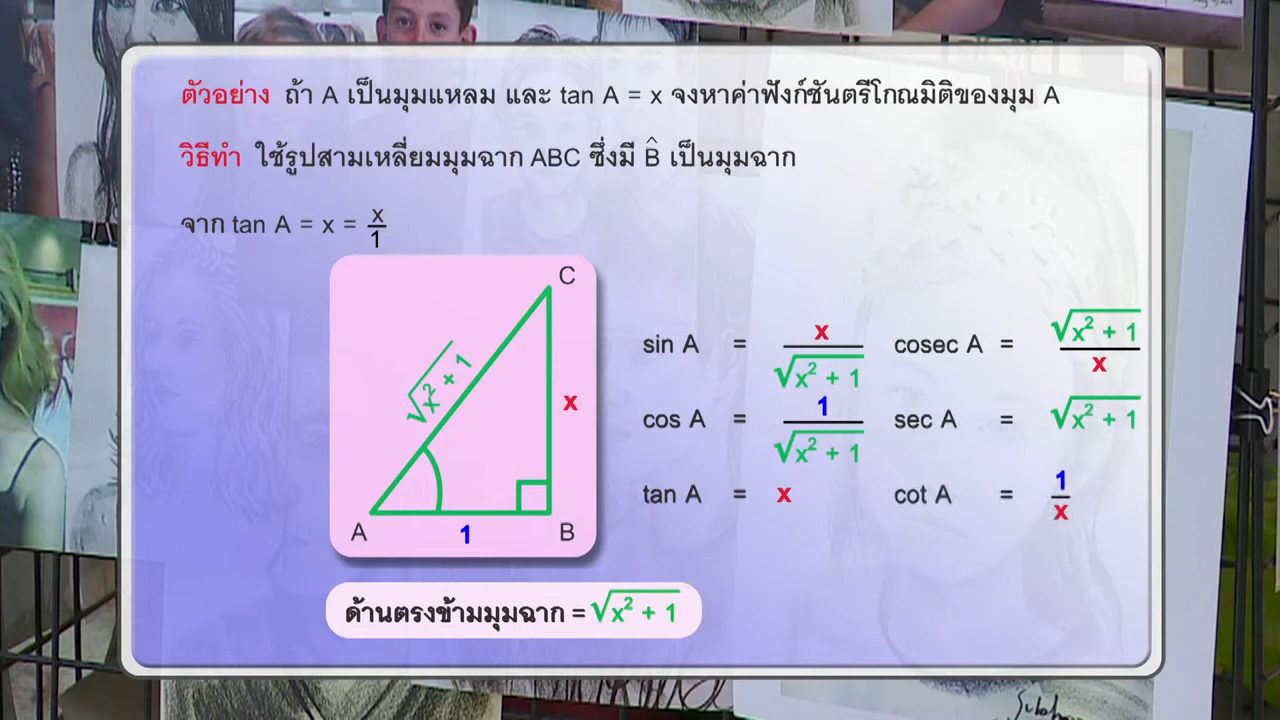 ตัวอย่าง ถ้า A เป็นมุมแหลม และ tan A = x จงหาค่าฟังก์ชันตรีโกณมิติของมุม A
วิธีทำ ใช้รูปสามเหลี่ยมมุมฉาก ABC ซึ่งมี B̂ เป็นมุมฉาก
จาก tan A = x = x/1
C
√(x² + 1)
x
A
1
B
sin A = x/√(x² + 1) cosec A = √(x² + 1)/x
cos A = 1/√(x² + 1) sec A = √(x² + 1)
tan A = x cot A = 1/x
ด้านตรงข้ามมุมฉาก = √(x² + 1)